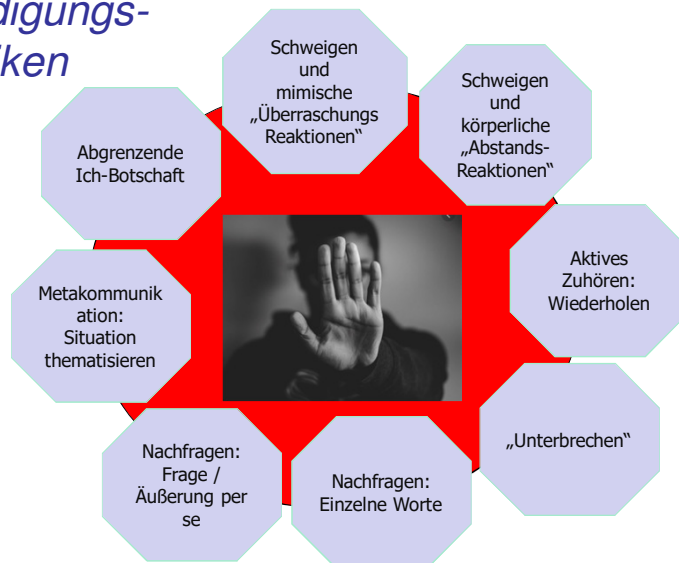 digungs-
ken
Schweigen
und
mimische
„Überraschungs
Reaktionen“
Schweigen
und
körperliche
„Abstands-
Reaktionen“
Aktives
Zuhören:
Wiederholen
„Unterbrechen“
Nachfragen:
Einzelne Worte
Nachfragen:
Frage /
Äußerung per
se
Metakommunik
ation:
Situation
thematisieren
Abgrenzende
Ich-Botschaft